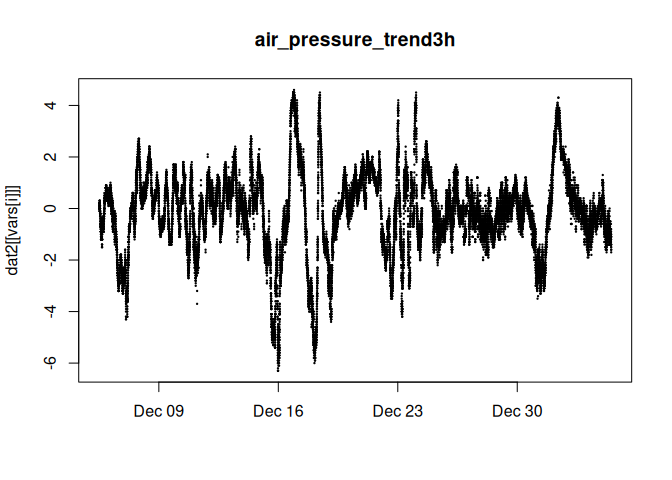 air_pressure_trend3h
dat2[[vars[i]]]
4
2
0
-2
-4
-6
Dec 09
Dec 16
Dec 23
Dec 30